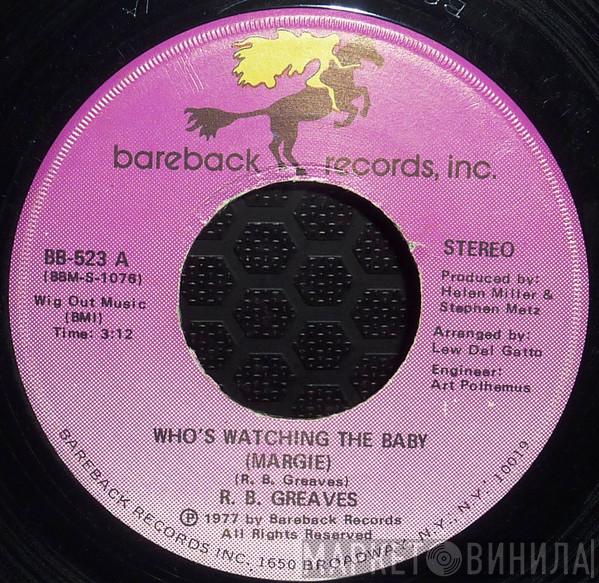 bareback records, inc.
BB-523 A
(BBM-S-1076)
Wig Out Music
(BMI)
Time: 3:12
STEREO
Produced by:
Helen Miller &
Stephen Metz
Arranged by:
Lew Dal Gatto
Engineer:
Art Polhemus
WHO'S WATCHING THE BABY
(MARGIE)
(R. B. Greaves)
R. B. GREAVES
Ⓟ 1977 by Bareback Records
All Rights Reserved
BAREBACK RECORDS INC. 1650 BROADWAY, N.Y., N.Y. 10019
МАРКЕТ ВИНИЛА